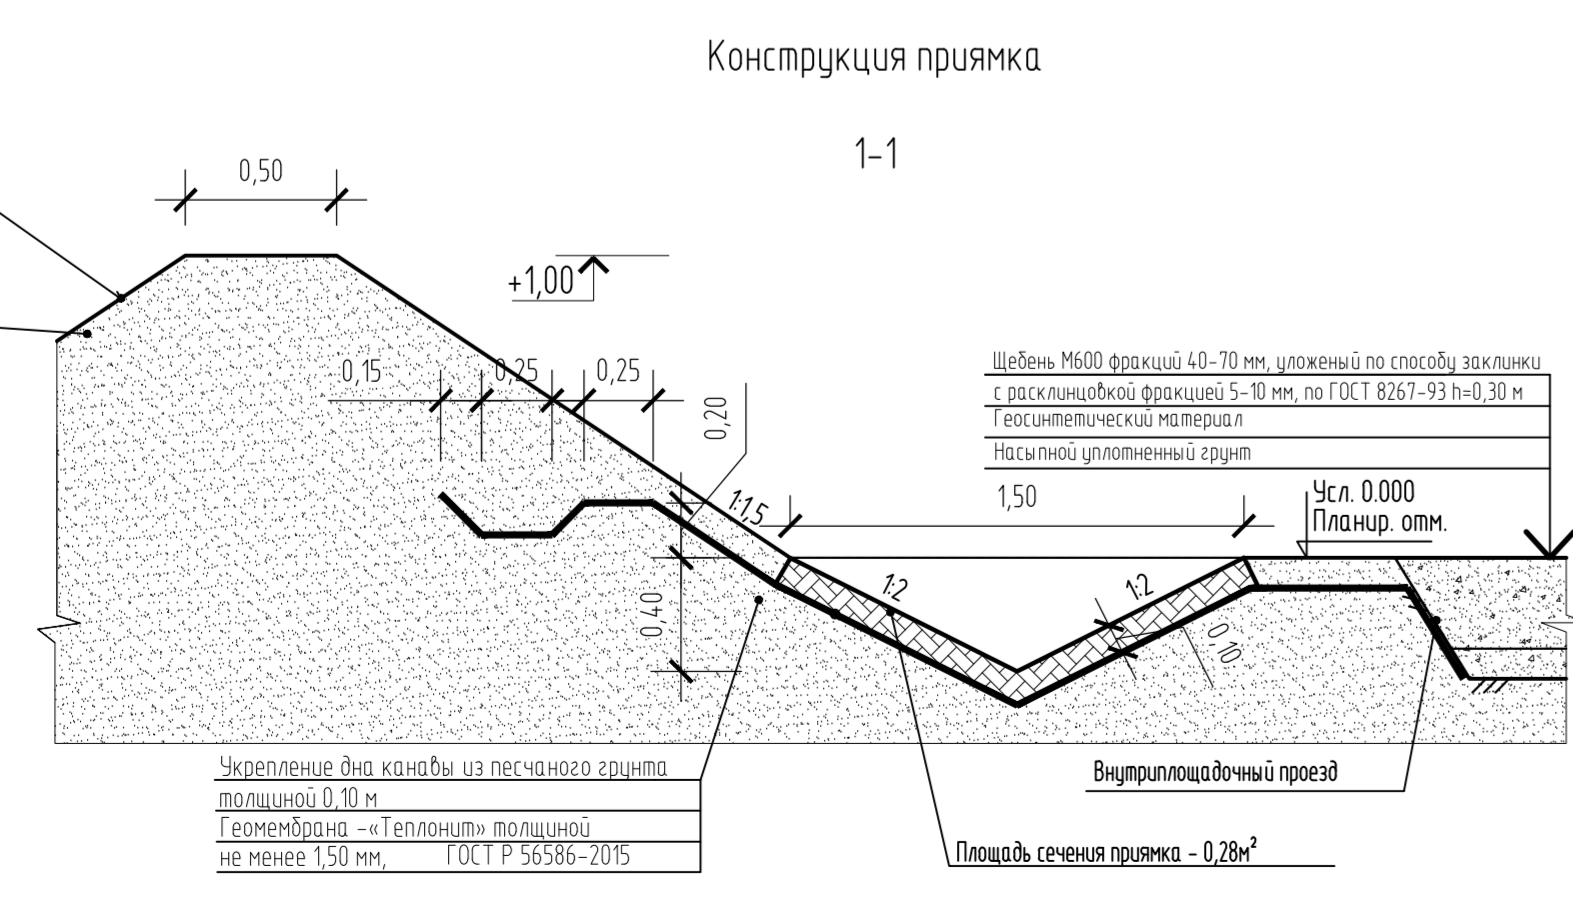 Конструкция приямка
1-1
0,50
+1,00
0,15
0,25
0,25
0,20
Щебень М600 фракций 40-70 мм, уложеный по способу заклинки
с расклинцовкой фракцией 5-10 мм, по ГОСТ 8267-93 h=0,30 м
Геосинтетический материал
Насыпной уплотненный грунт
1:1,5
1,50
Усл. 0.000
Планир. отм.
0,40
1:2
1:2
0,10
Укрепление дна канавы из песчаного грунта
толщиной 0,10 м
Геомембрана -«Теплонит» толщиной
не менее 1,50 мм, ГОСТ Р 56586-2015
Внутриплощадочный проезд
Площадь сечения приямка - 0,28м²